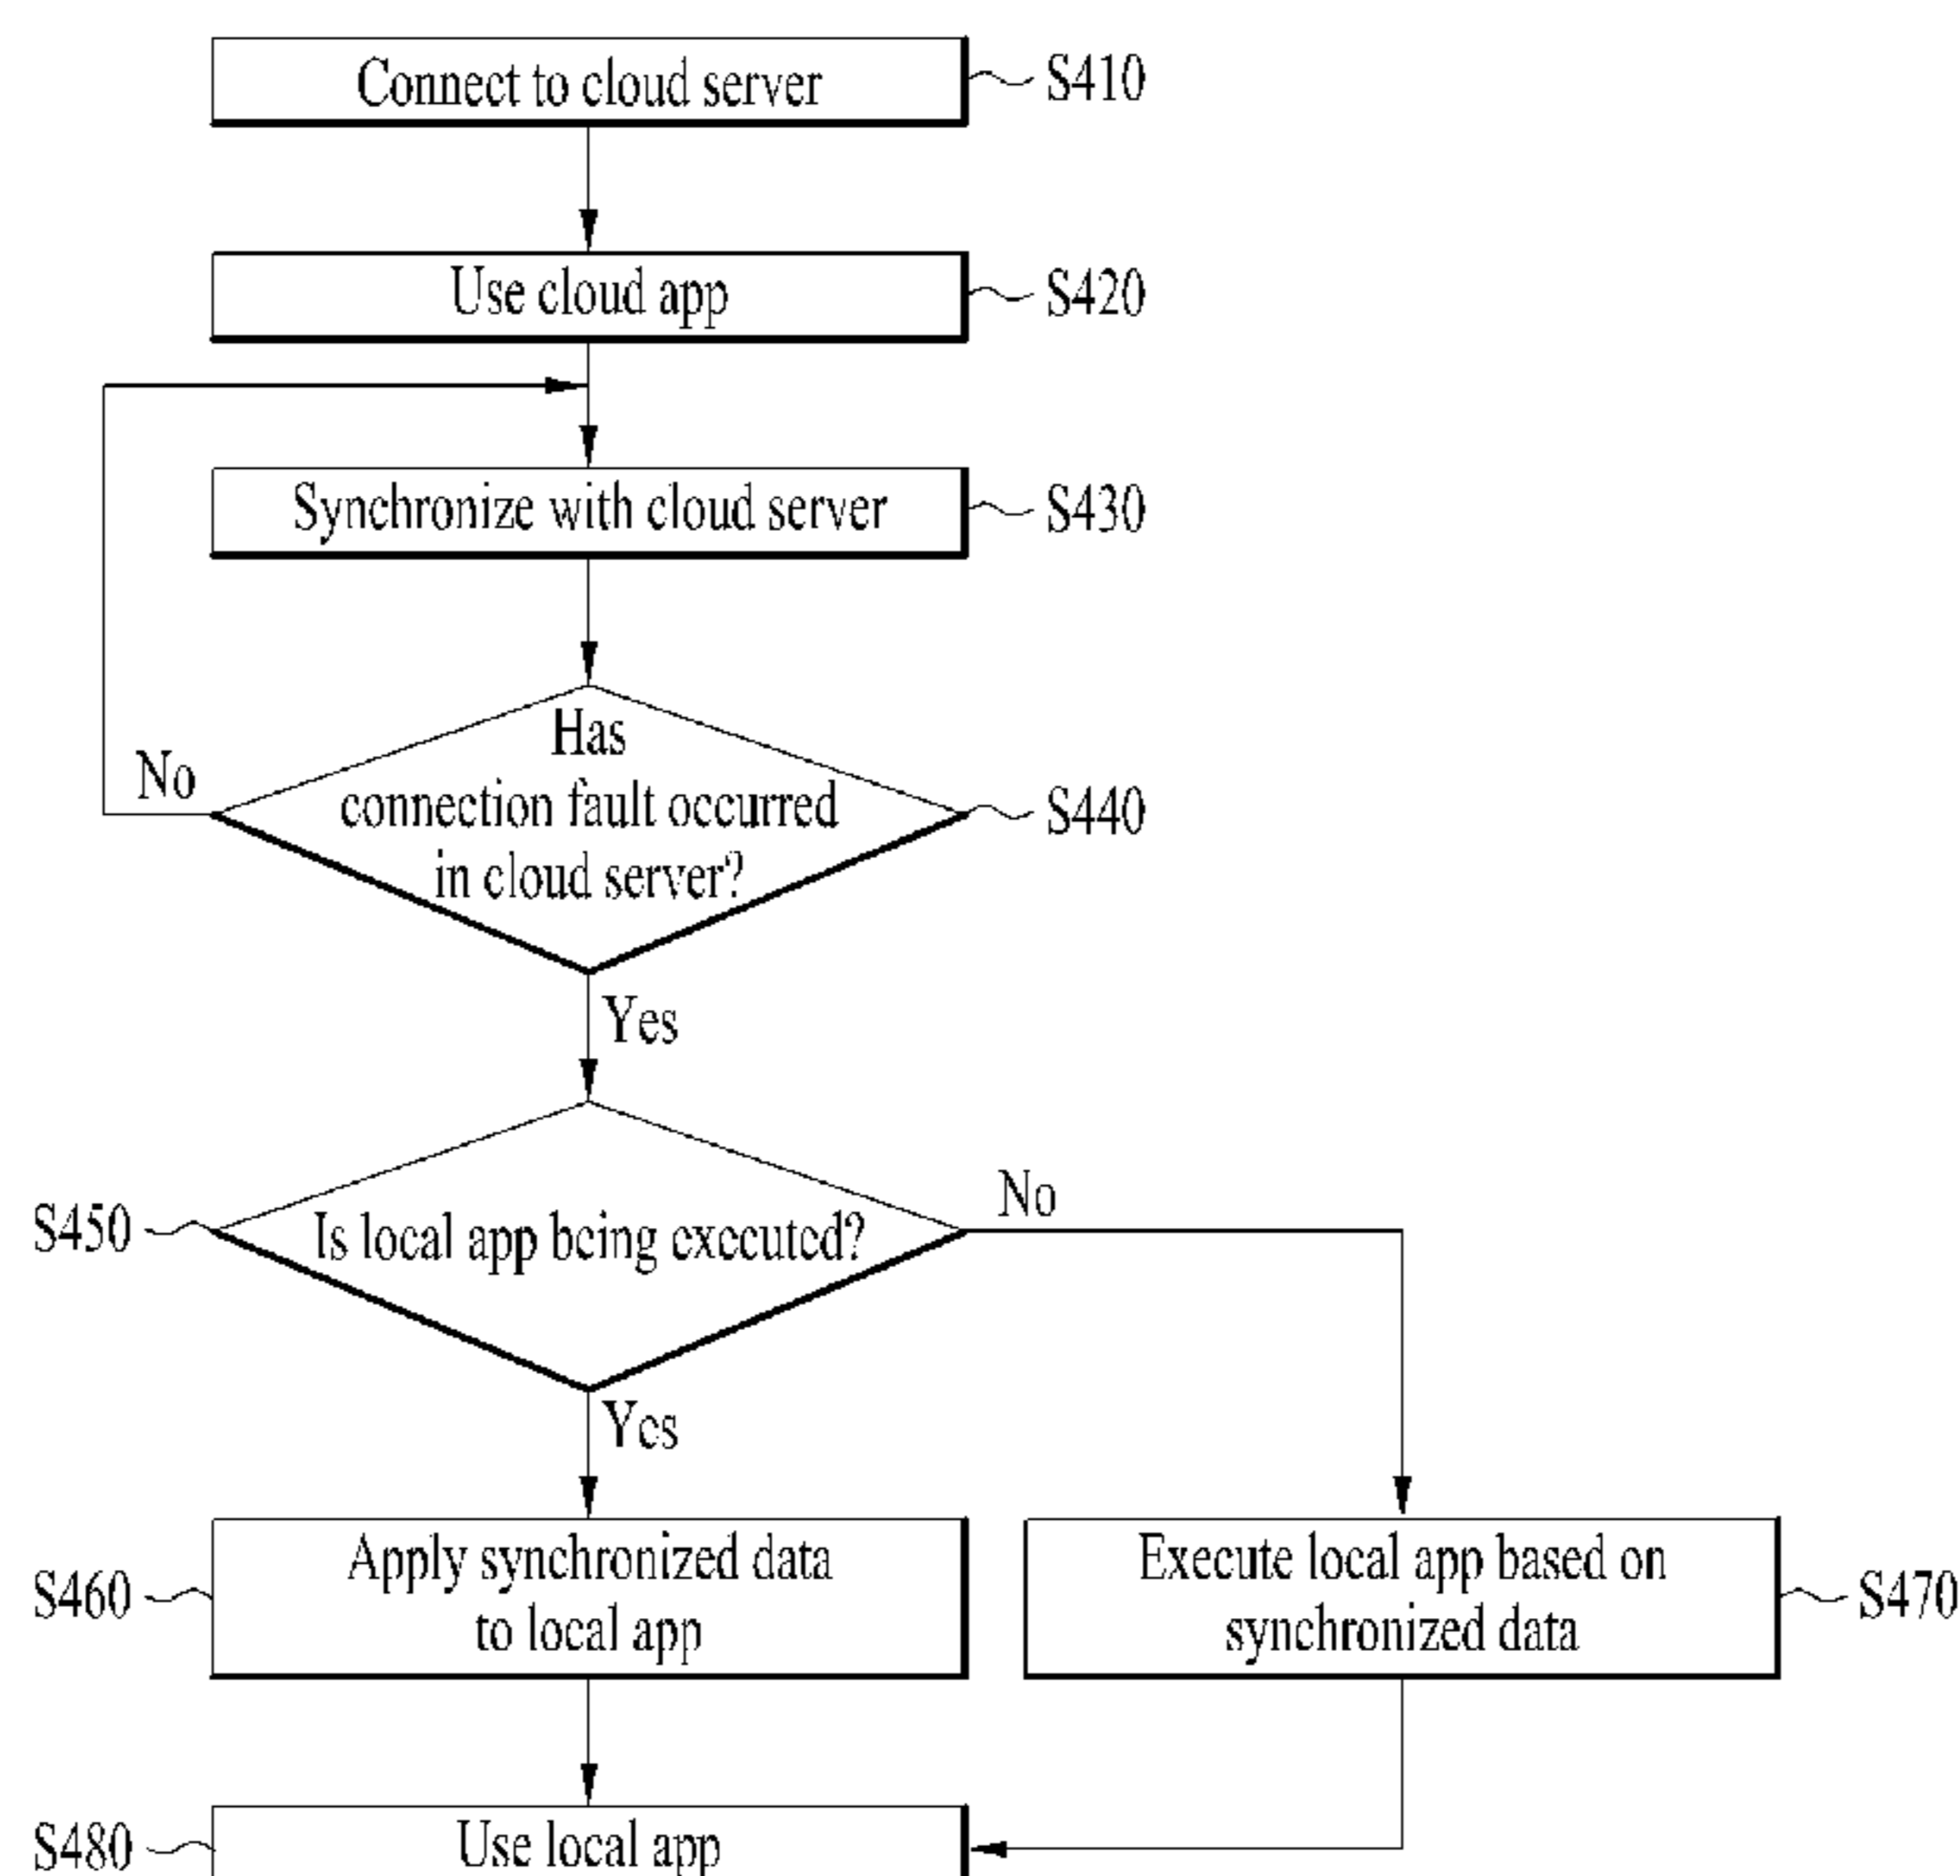 Connect to cloud server
S410
Use cloud app
S420
Synchronize with cloud server
S430
Has
connection fault occurred
in cloud server?
S440
No
Yes
S450
Is local app being executed?
No
Yes
S460
Apply synchronized data
to local app
Execute local app based on
synchronized data
S470
S480
Use local app